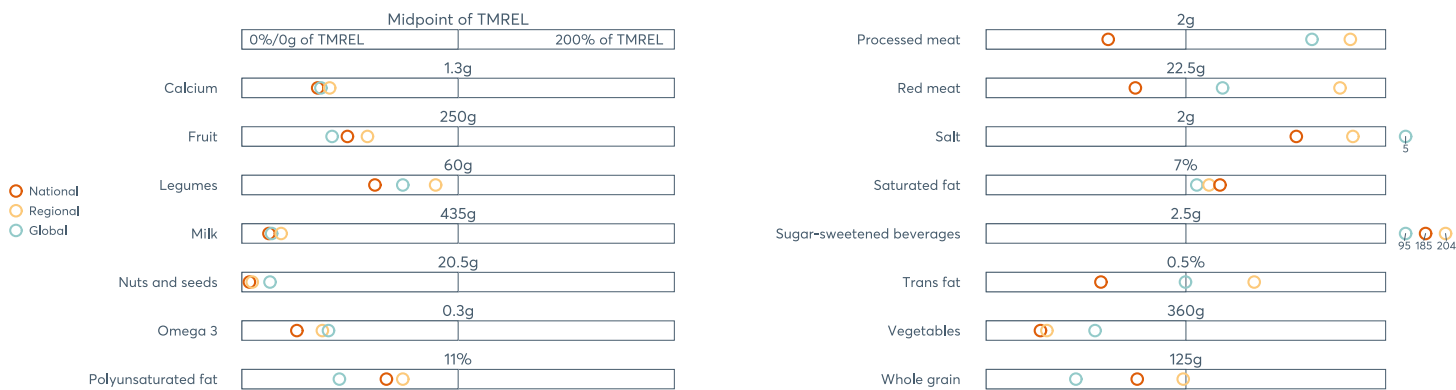 Midpoint of TMREL
0%/0g of TMREL
200% of TMREL
1.3g
Calcium
250g
Fruit
60g
Legumes
435g
Milk
20.5g
Nuts and seeds
0.3g
Omega 3
11%
Polyunsaturated fat
National
Regional
Global
2g
Processed meat
22.5g
Red meat
2g
Salt
5
7%
Saturated fat
2.5g
Sugar-sweetened beverages
95 185 204
0.5%
Trans fat
360g
Vegetables
125g
Whole grain